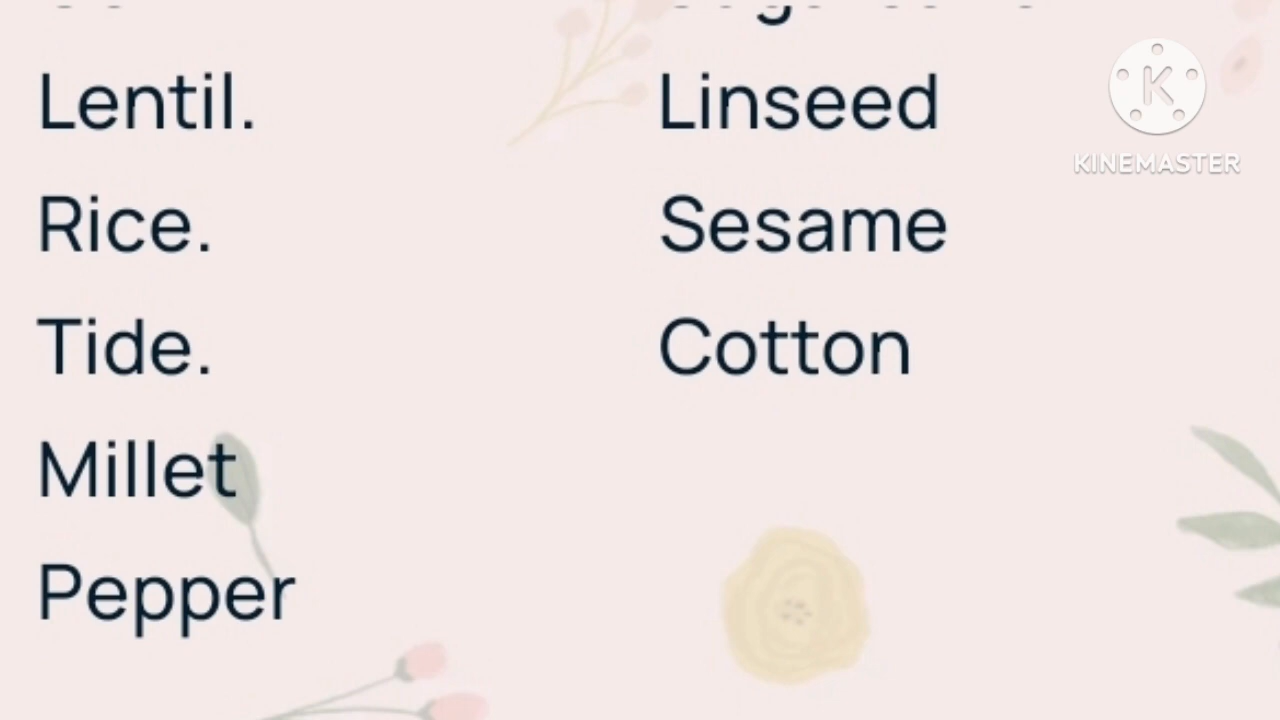 Lentil. Linseed
Rice. Sesame
Tide. Cotton
Millet
Pepper
K
KINEMASTER